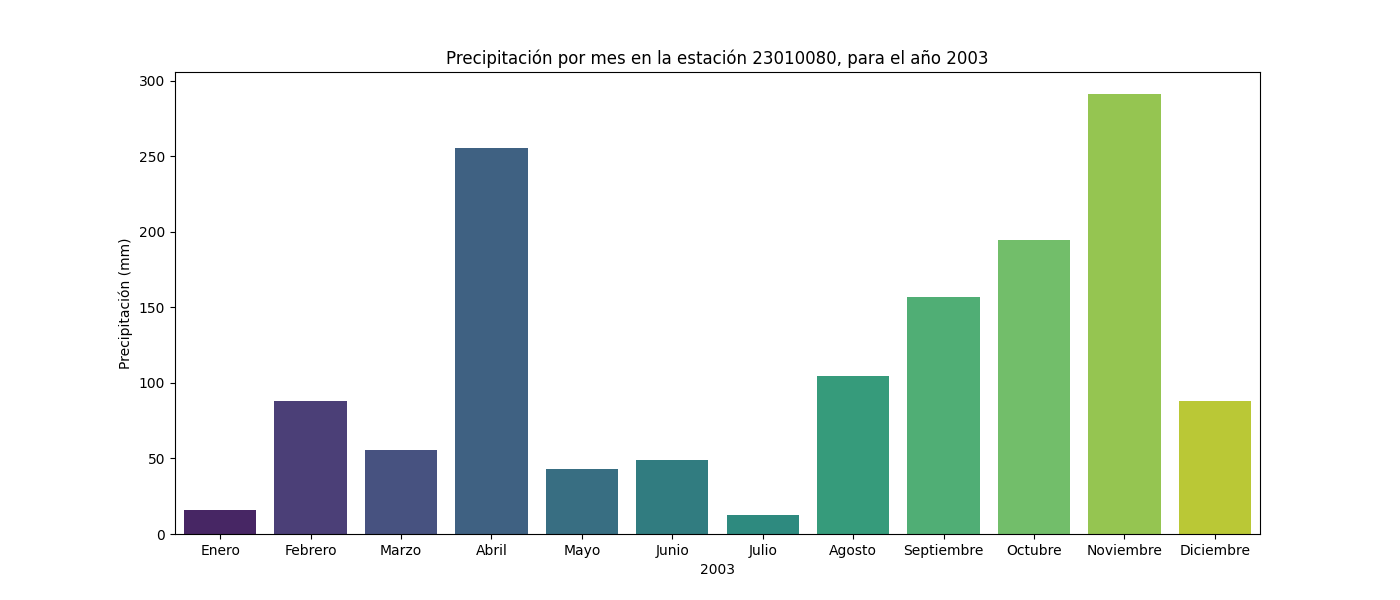 Precipitación por mes en la estación 23010080, para el año 2003
Precipitación (mm)
300
250
200
150
100
50
0
Enero Febrero Marzo Abril Mayo Junio Julio Agosto Septiembre Octubre Noviembre Diciembre
2003